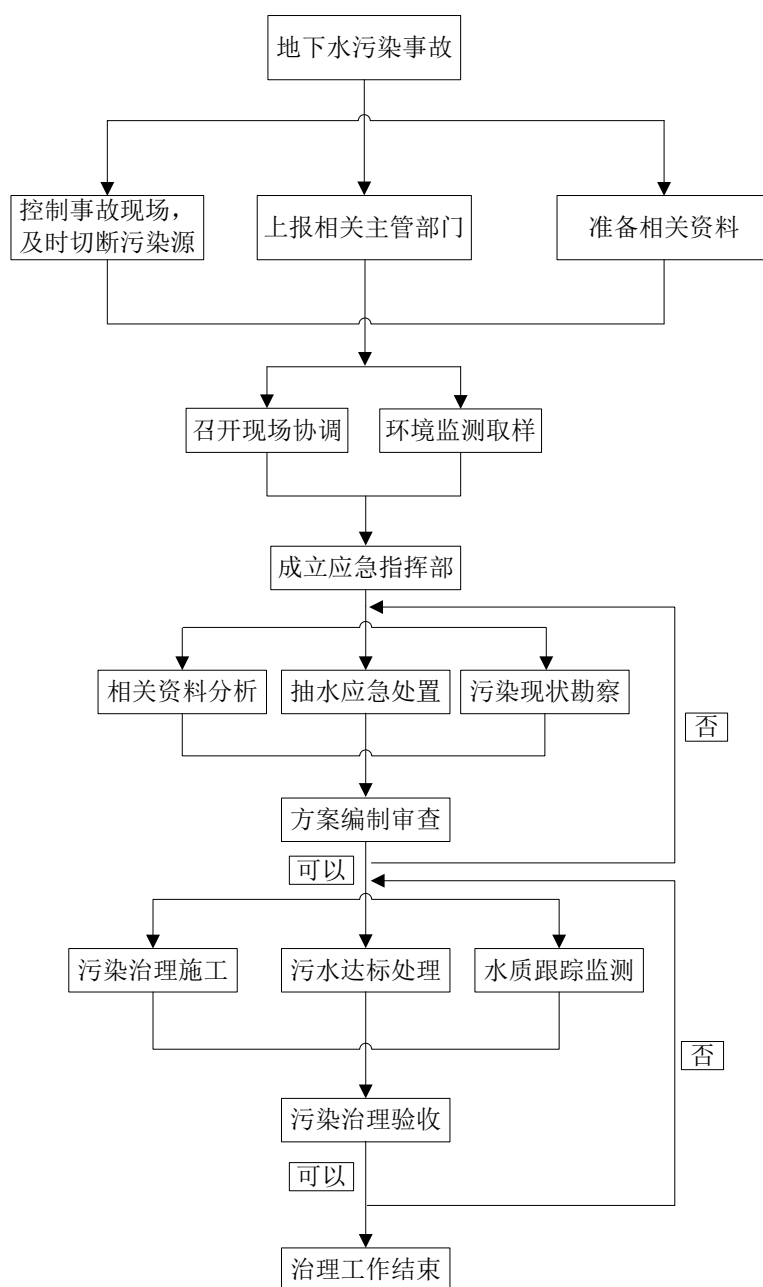 地下水污染事故
控制事故现场，
及时切断污染源
上报相关主管部门
准备相关资料
召开现场协调
环境监测取样
成立应急指挥部
相关资料分析
抽水应急处置
污染现状勘察
否
方案编制审查
可以
污染治理施工
污水达标处理
水质跟踪监测
否
污染治理验收
可以
治理工作结束